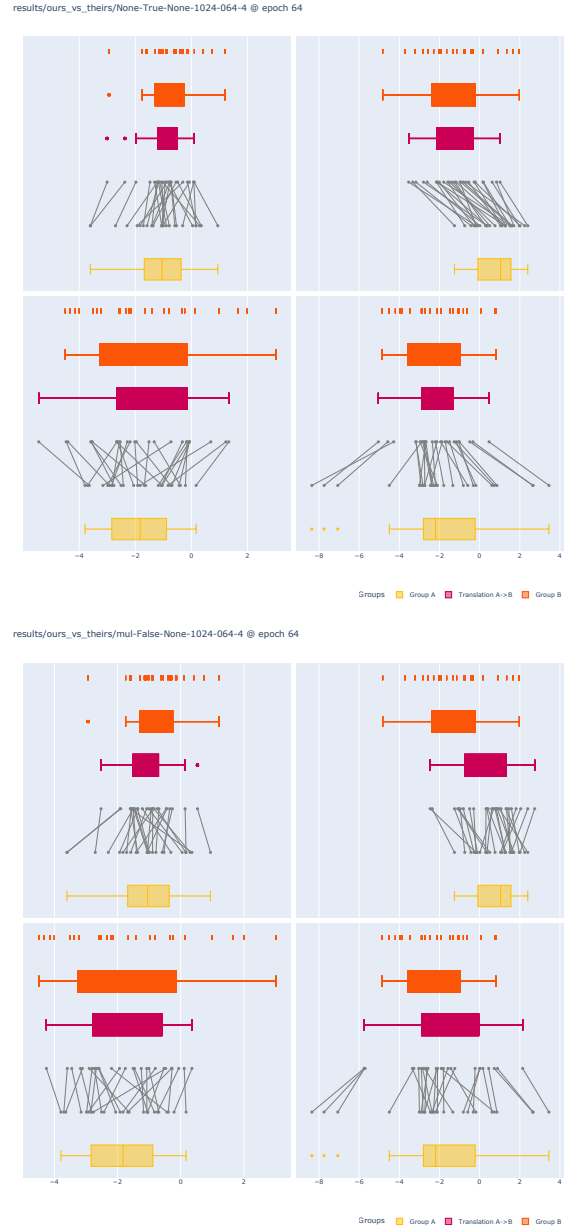 results/ours_vs_theirs/None-True-None-1024-064-4 @ epoch 64
−4 −2 0 2 −8 −6 −4 −2 0 2 4
Groups Group A Translation A->B Group B
results/ours_vs_theirs/mul-False-None-1024-064-4 @ epoch 64
−4 −2 0 2 −8 −6 −4 −2 0 2 4
Groups Group A Translation A->B Group B